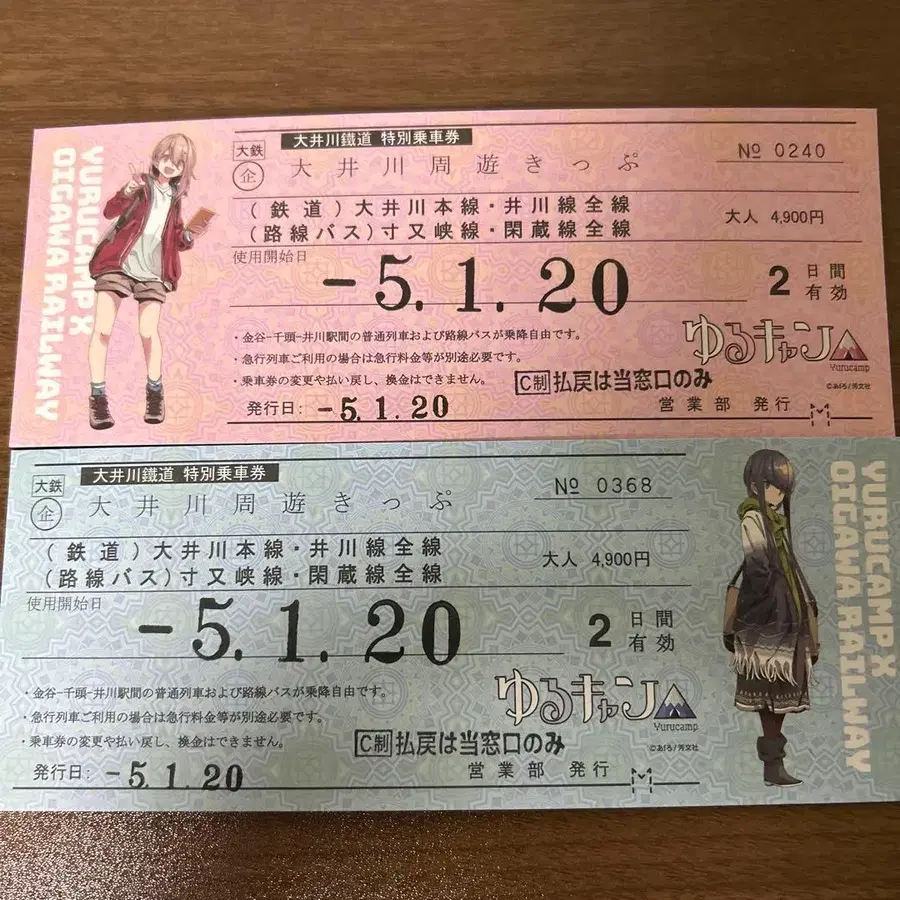 YURUCAMP X
OIGAWA RAILWAY
大井川鐵道 特別乗車券
大鉄
企
大井川周遊きっぷ
№ 0240
(鉄道)大井川本線・井川線全線
(路線バス)寸又峡線・閑蔵線全線
大人 4,900円
使用開始日
-5.1.20
2 日間有効
・金谷-千頭-井川駅間の普通列車および路線バスが乗降自由です。
・急行列車ご利用の場合は急行料金等が別途必要です。
・乗車券の変更や払い戻し、換金はできません。
ゆるキャン
Yurucamp
C制 払戻は当窓口のみ
©あfろ/芳文社
発行日: -5.1.20
営業部 発行
大井川鐵道 特別乗車券
大鉄
企
大井川周遊きっぷ
№ 0368
(鉄道)大井川本線・井川線全線
(路線バス)寸又峡線・閑蔵線全線
大人 4,900円
使用開始日
-5.1.20
2 日間有効
・金谷-千頭-井川駅間の普通列車および路線バスが乗降自由です。
・急行列車ご利用の場合は急行料金等が別途必要です。
・乗車券の変更や払い戻し、換金はできません。
ゆるキャン
Yurucamp
C制 払戻は当窓口のみ
©あfろ/芳文社
発行日: -5.1.20
営業部 発行
YURUCAMP X
OIGAWA RAILWAY